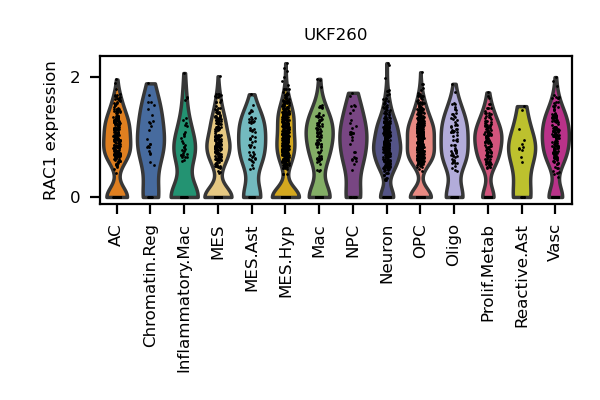 UKF260
RAC1 expression
2
0
AC
Chromatin.Reg
Inflammatory.Mac
MES
MES.Ast
MES.Hyp
Mac
NPC
Neuron
OPC
Oligo
Prolif.Metab
Reactive.Ast
Vasc